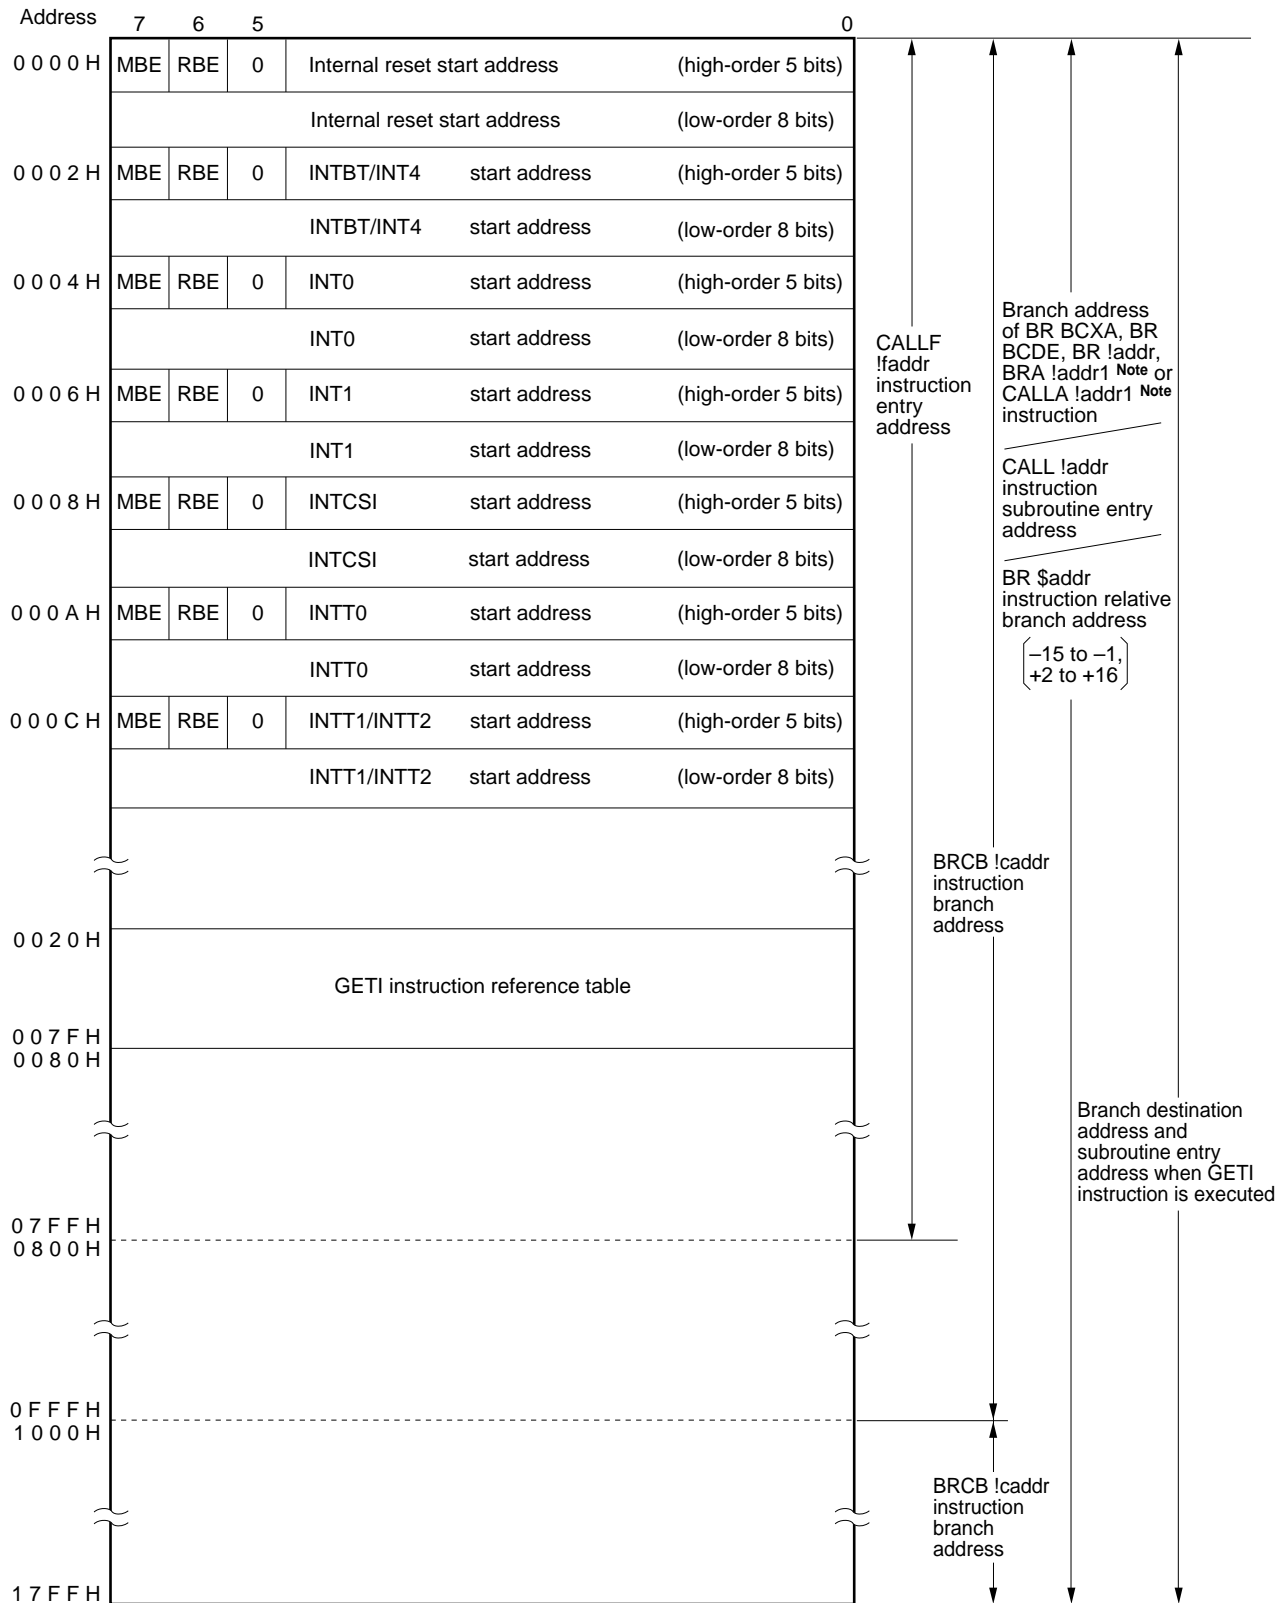 Address
7 6 5 0
0000H MBE RBE 0 Internal reset start address (high-order 5 bits)
Internal reset start address (low-order 8 bits)
0002H MBE RBE 0 INTBT/INT4 start address (high-order 5 bits)
INTBT/INT4 start address (low-order 8 bits)
0004H MBE RBE 0 INT0 start address (high-order 5 bits)
INT0 start address (low-order 8 bits)
0006H MBE RBE 0 INT1 start address (high-order 5 bits)
INT1 start address (low-order 8 bits)
0008H MBE RBE 0 INTCSI start address (high-order 5 bits)
INTCSI start address (low-order 8 bits)
000AH MBE RBE 0 INTT0 start address (high-order 5 bits)
INTT0 start address (low-order 8 bits)
000CH MBE RBE 0 INTT1/INTT2 start address (high-order 5 bits)
INTT1/INTT2 start address (low-order 8 bits)
0020H
GETI instruction reference table
007FH
0080H
07FFH
0800H
0FFFH
1000H
17FFH
CALLF
!faddr
instruction
entry
address
BRCB !caddr
instruction
branch
address
BRCB !caddr
instruction
branch
address
Branch address
of BR BCXA, BR
BCDE, BR !addr,
BRA !addr1 Note or
CALLA !addr1 Note
instruction
CALL !addr
instruction
subroutine entry
address
BR $addr
instruction relative
branch address
–15 to –1,
+2 to +16
Branch destination
address and
subroutine entry
address when GETI
instruction is executed